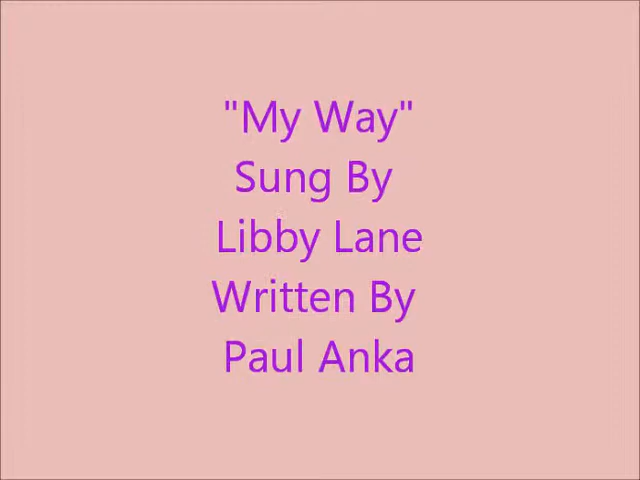 "My Way"
Sung By
Libby Lane
Written By
Paul Anka